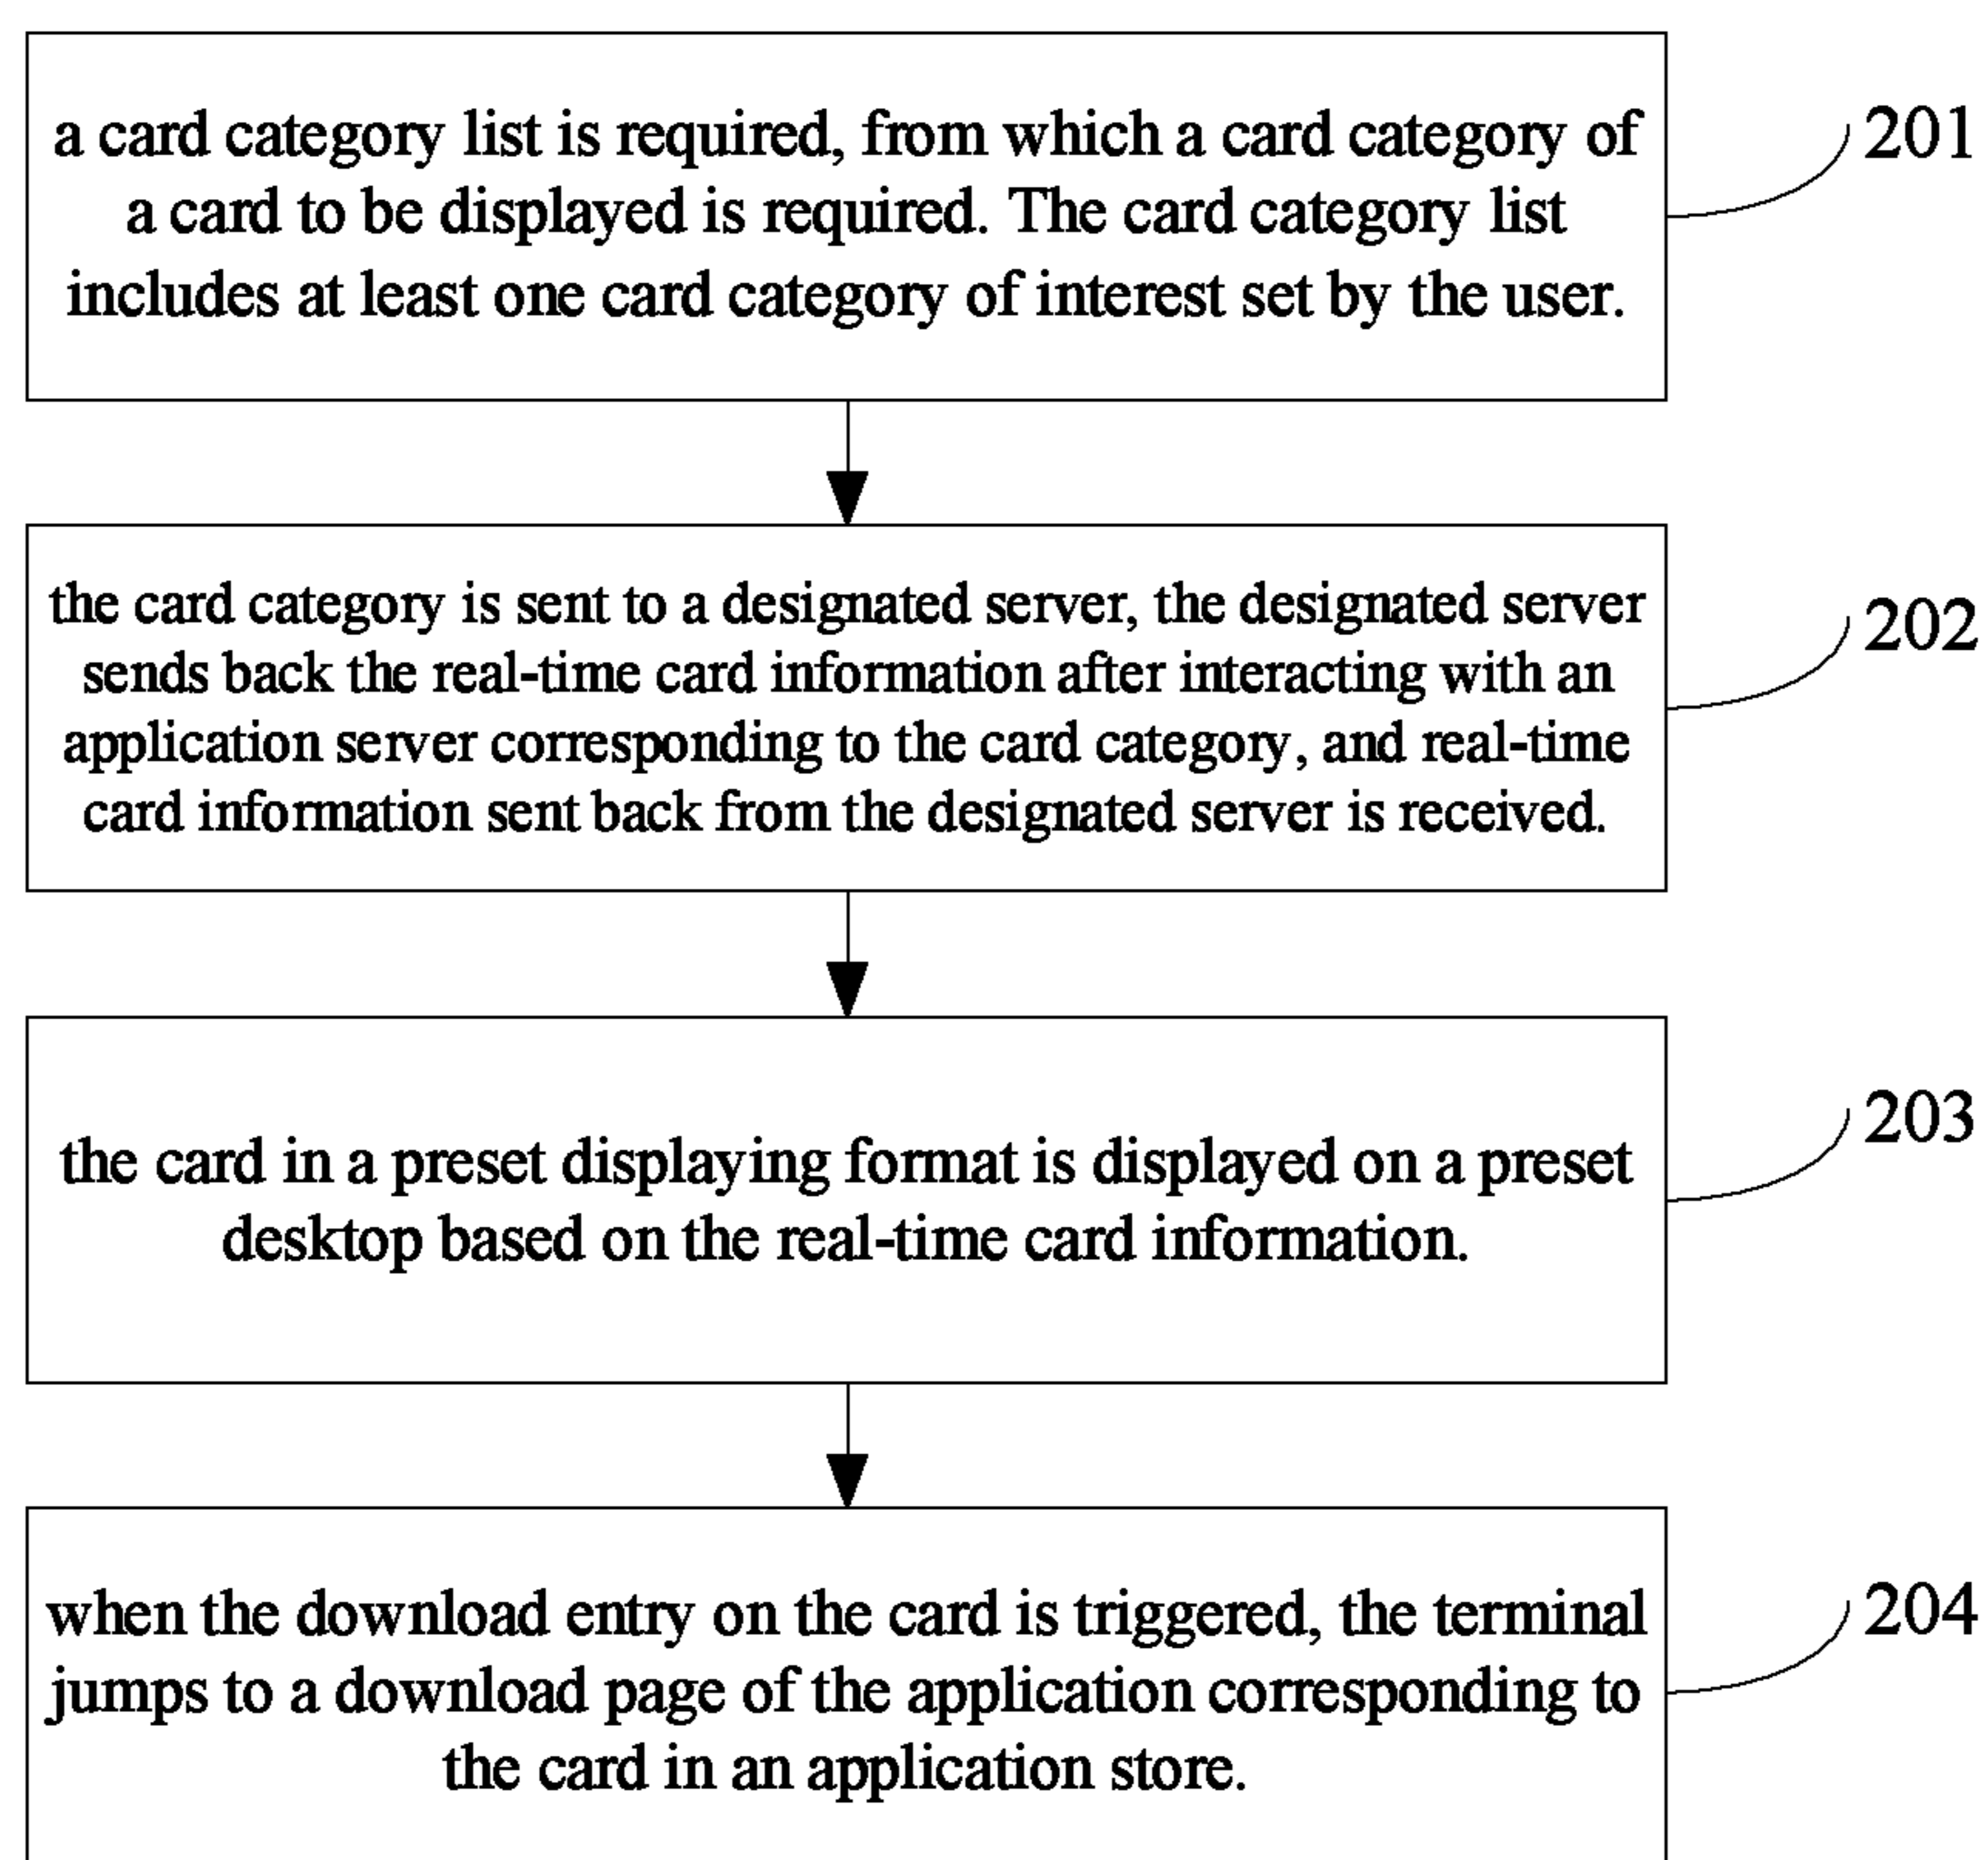 a card category list is required, from which a card category of
a card to be displayed is required. The card category list
includes at least one card category of interest set by the user.
201
the card category is sent to a designated server, the designated server
sends back the real-time card information after interacting with an
application server corresponding to the card category, and real-time
card information sent back from the designated server is received.
202
the card in a preset displaying format is displayed on a preset
desktop based on the real-time card information.
203
when the download entry on the card is triggered, the terminal
jumps to a download page of the application corresponding to
the card in an application store.
204